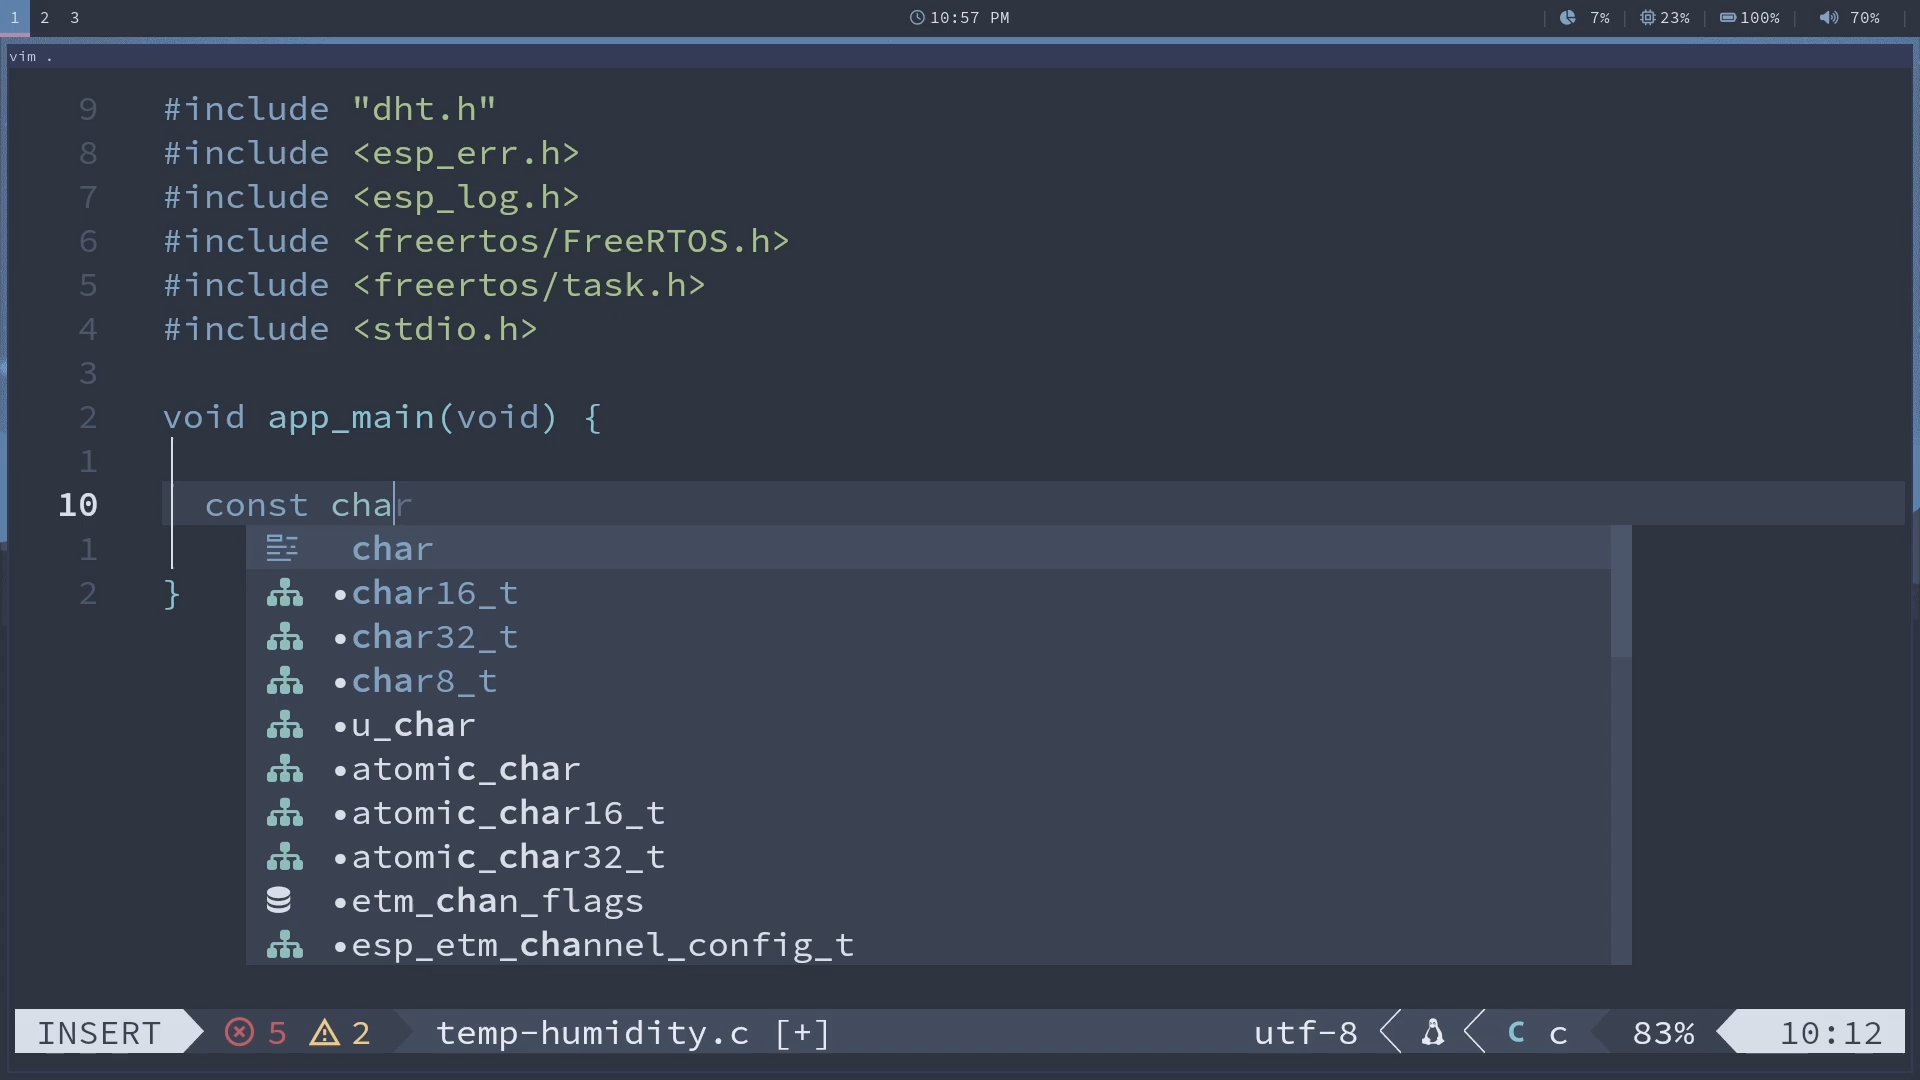 1 2 3 10:57 PM 7% 23% 100% 70%
vim .
9 #include "dht.h"
8 #include <esp_err.h>
7 #include <esp_log.h>
6 #include <freertos/FreeRTOS.h>
5 #include <freertos/task.h>
4 #include <stdio.h>
3
2 void app_main(void) {
1
10 const char
1 char
2 } •char16_t
•char32_t
•char8_t
•u_char
•atomic_char
•atomic_char16_t
•atomic_char32_t
•etm_chan_flags
•esp_etm_channel_config_t
INSERT 5 2 temp-humidity.c [+] utf-8 C c 83% 10:12